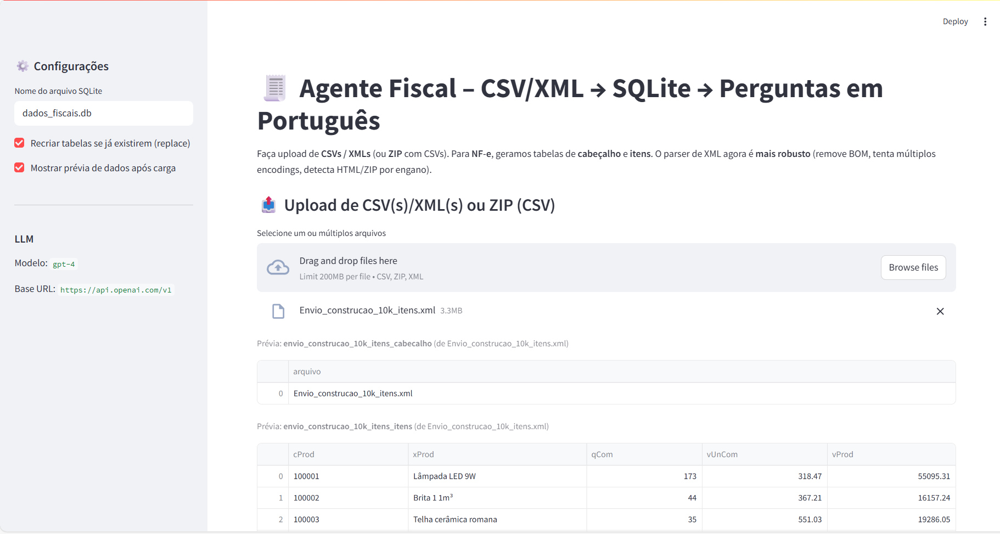 Deploy
Configurações
Nome do arquivo SQLite
dados_fiscais.db
Recriar tabelas se já existirem (replace)
Mostrar prévia de dados após carga
LLM
Modelo: gpt-4
Base URL: https://api.openai.com/v1
Agente Fiscal – CSV/XML → SQLite → Perguntas em
Português
Faça upload de CSVs / XMLs (ou ZIP com CSVs). Para NF-e, geramos tabelas de cabeçalho e itens. O parser de XML agora é mais robusto (remove BOM, tenta múltiplos
encodings, detecta HTML/ZIP por engano).
Upload de CSV(s)/XML(s) ou ZIP (CSV)
Selecione um ou múltiplos arquivos
Drag and drop files here
Limit 200MB per file • CSV, ZIP, XML
Browse files
Envio_construcao_10k_itens.xml 3.3MB
Prévia: envio_construcao_10k_itens_cabecalho (de Envio_construcao_10k_itens.xml)
arquivo
0 Envio_construcao_10k_itens.xml
Prévia: envio_construcao_10k_itens_itens (de Envio_construcao_10k_itens.xml)
cProd xProd qCom vUnCom vProd
0 100001 Lâmpada LED 9W 173 318.47 55095.31
1 100002 Brita 1 1m³ 44 367.21 16157.24
2 100003 Telha cerâmica romana 35 551.03 19286.05